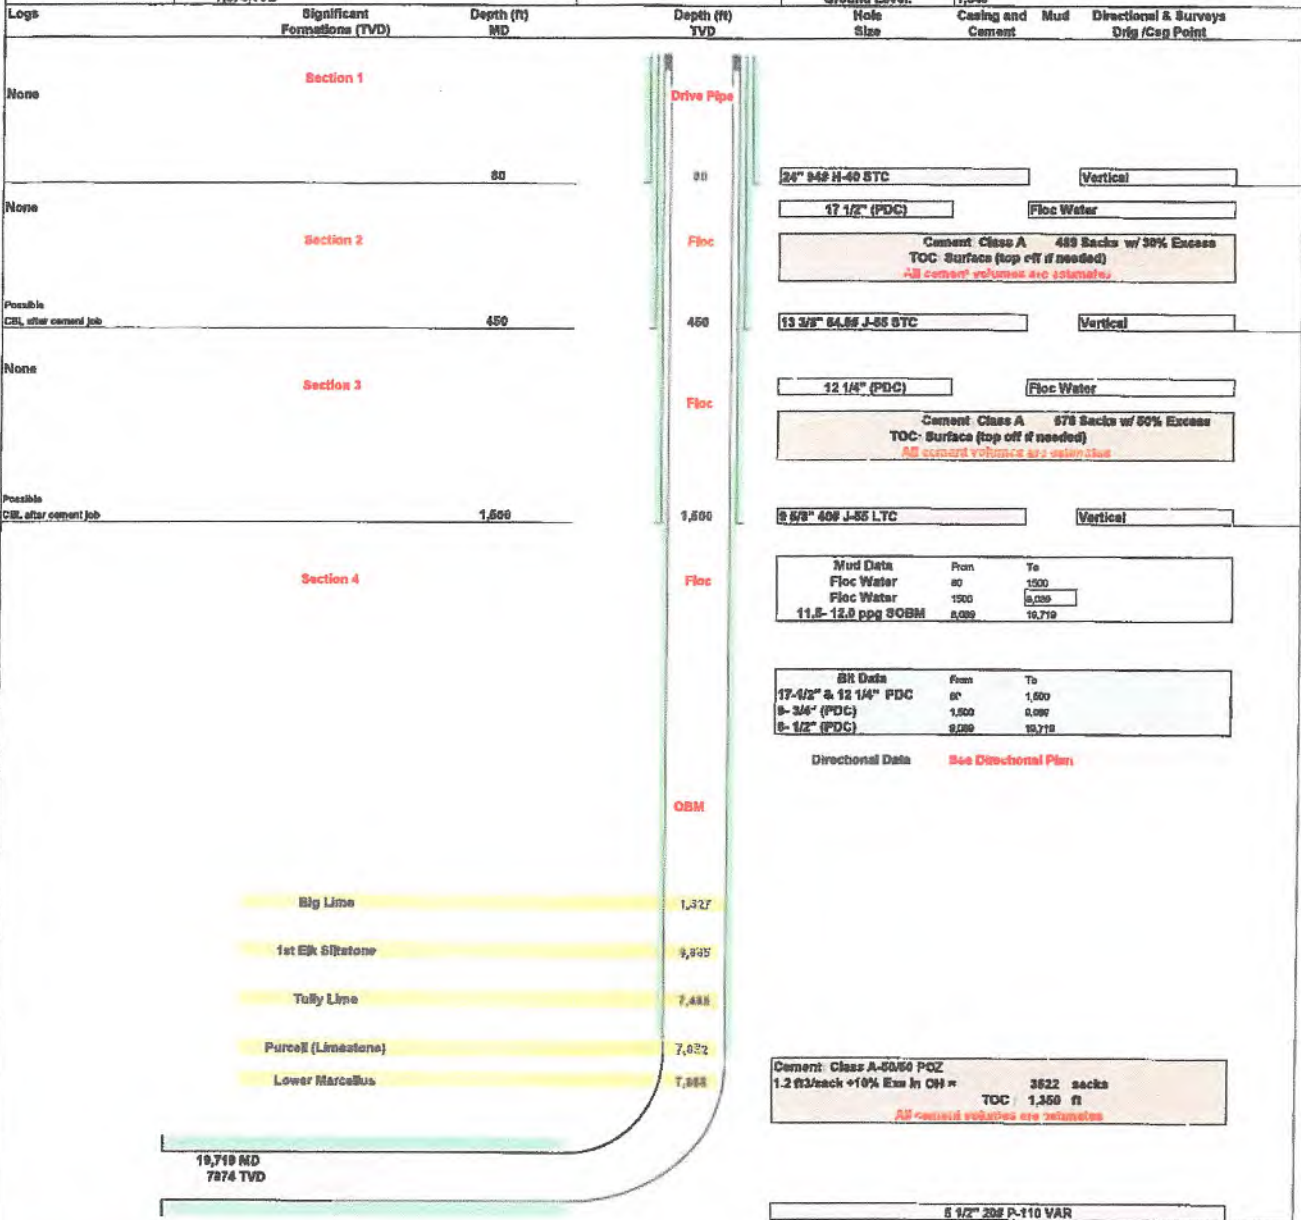 Logs Significant Formations (TVD) Depth (ft) MD Depth (ft) TVD Hole Size Casing and Cement Mud Directional & Surveys Drlg /Csg Point
Section 1
None
Drive Pipe
80 80 24" 94# H-40 STC Vertical
None
17 1/2" (PDC) Floc Water
Section 2 Floc
Cement Class A Sacks w/ 30% Excess
TOC Surface (top off if needed)
All cement volumes are estimates
Possible
CBL after cement job 450 450 13 3/8" J-55 STC Vertical
None
Section 3
12 1/4" (PDC) Floc Water
Floc
Cement Class A Sacks w/ 50% Excess
TOC- Surface (top off if needed)
All cement volumes are estimates
Possible
CBL after cement job 1,500 1,500 9 5/8" 40# J-55 LTC Vertical
Section 4 Floc
Mud Data From To
Floc Water 80 1500
Floc Water 1500
ppg SOBM 19,719
Bit Data From To
17-1/2" & 12 1/4" PDC 1,500
(PDC) 1,500
8- 1/2" (PDC) 19,719
Directional Data See Directional Plan
OBM
Big Lime
1st Elk Siltstone
Tully Lime
Purcell (Limestone)
Lower Marcellus
Cement Class A-50/50 POZ
1.2 ft3/sack +10% Exs in OH = 3522 sacks
TOC 1,350 ft
All cement volumes are estimates
19,719 MD
7874 TVD
5 1/2" 20# P-110 VAR